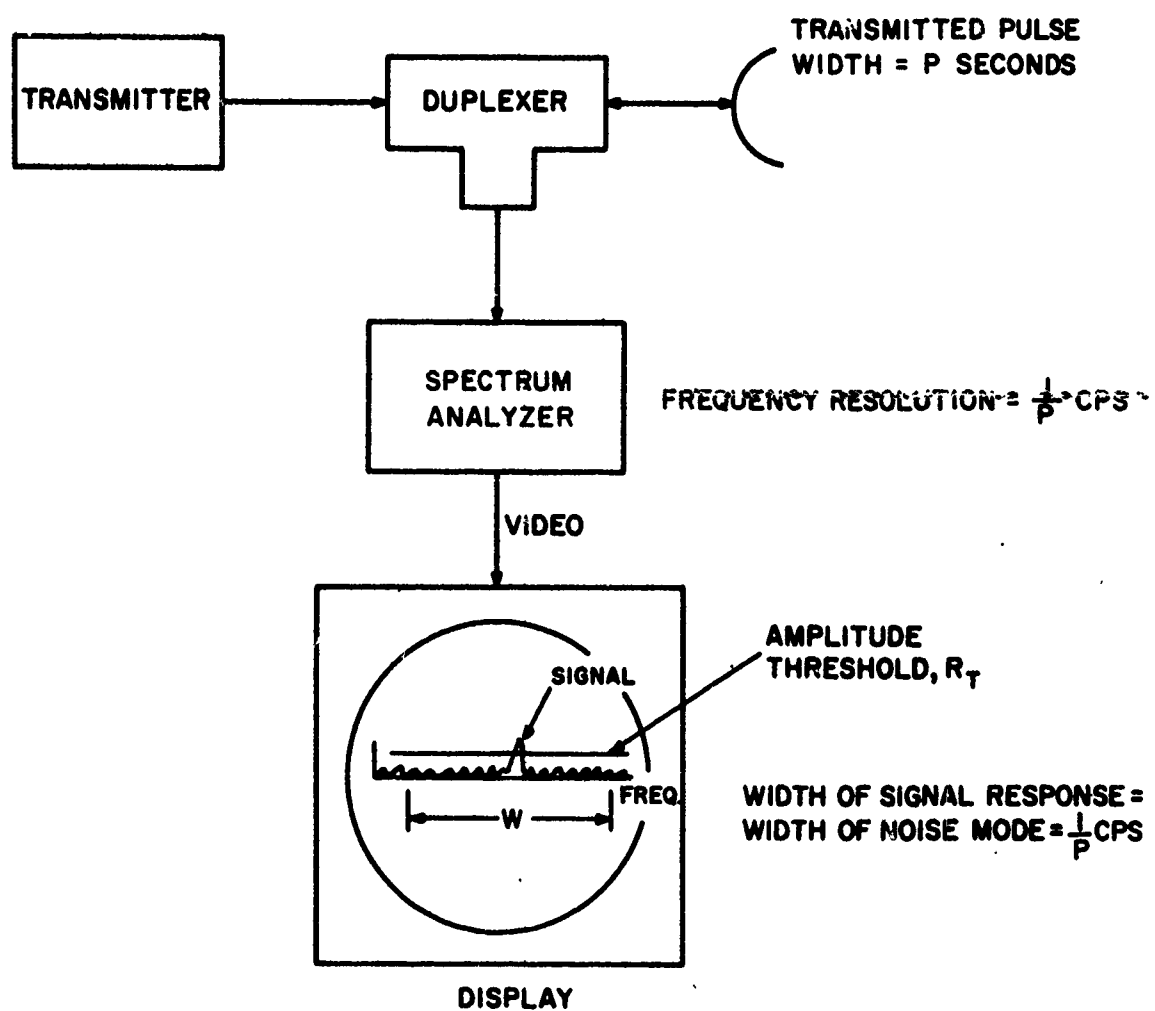 TRANSMITTED PULSE
WIDTH = P SECONDS
TRANSMITTER
DUPLEXER
SPECTRUM
ANALYZER
FREQUENCY RESOLUTION = 1/P CPS
VIDEO
AMPLITUDE
THRESHOLD, R_T
SIGNAL
FREQ.
W
WIDTH OF SIGNAL RESPONSE =
WIDTH OF NOISE MODE = 1/P CPS
DISPLAY